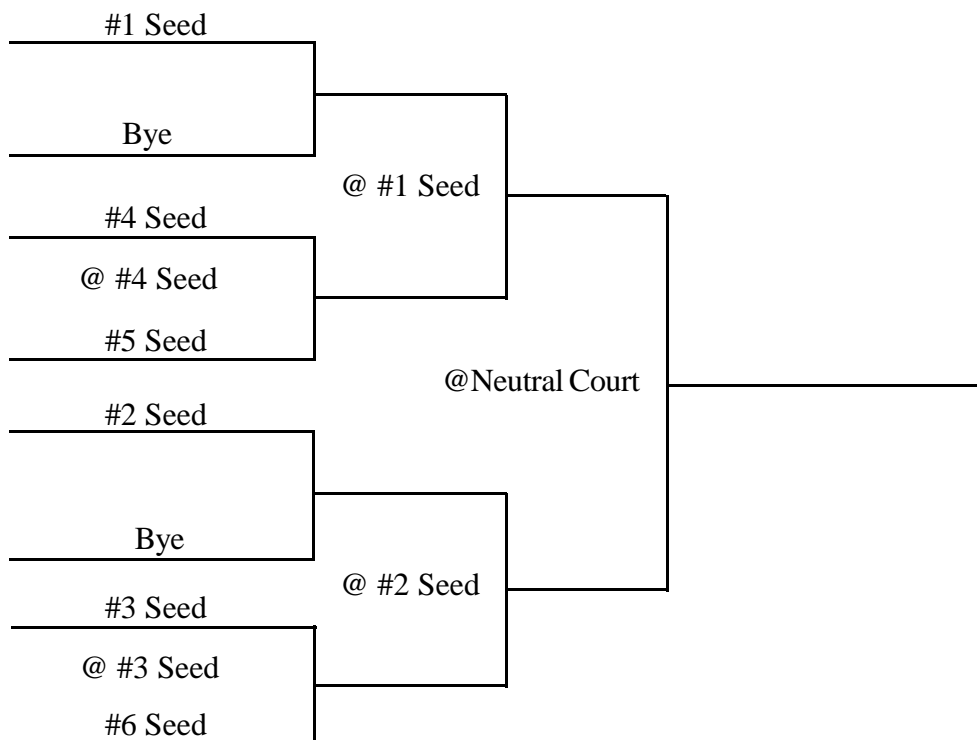 #1 Seed
Bye
@ #1 Seed
#4 Seed
@ #4 Seed
#5 Seed
@Neutral Court
#2 Seed
Bye
@ #2 Seed
#3 Seed
@ #3 Seed
#6 Seed